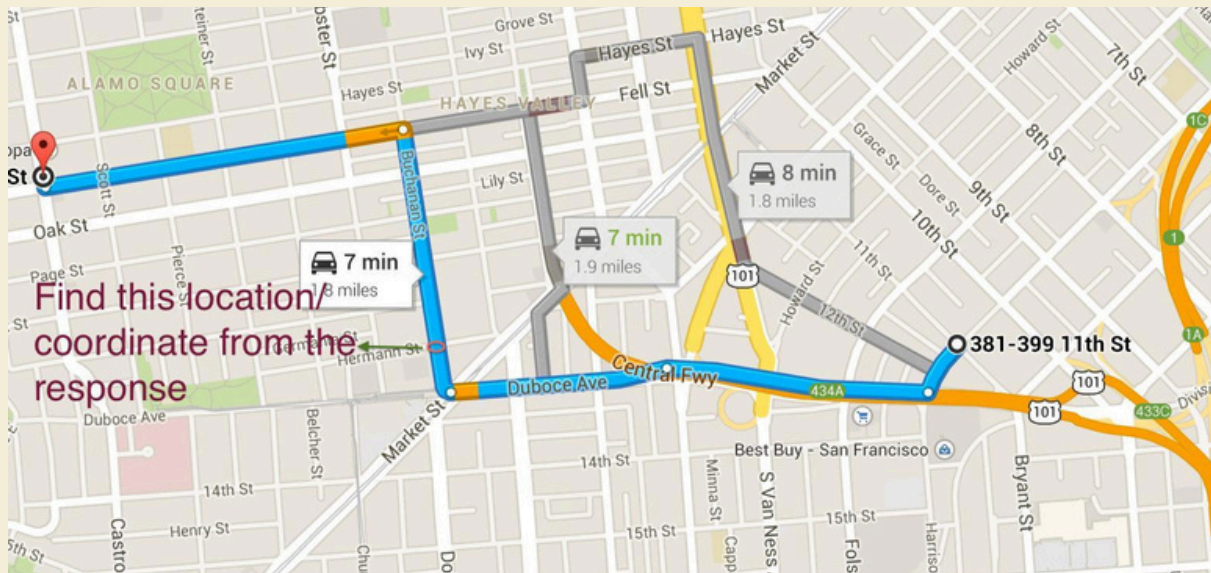 Grove St
Ivy St
Hayes St
Hayes St
Hayes St
Market St
Howard St
7th St
ALAMO SQUARE
HAYES VALLEY
Fell St
8th St
1C
Grace St
Dore St
9th St
10th St
St
Scott St
Buchanan St
Lily St
8 min
1.8 miles
Oak St
7 min
1.9 miles
11th St
1
Page St
Pierce St
7 min
1.8 miles
101
Howard St
12th St
1A
Find this location/
coordinate from the
response
Hermann St
381-399 11th St
Duboce Ave
Central Fwy
434A
101
101
433C
Duboce Ave
Belcher St
Market St
Best Buy - San Francisco
14th St
14th St
Minna St
S Van Ness
Bryant St
Henry St
15th St
15th St
Castro